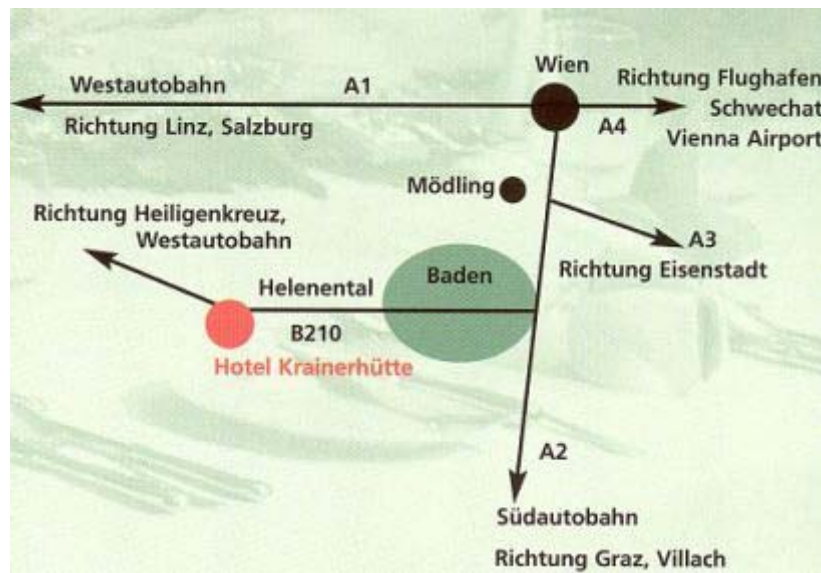 Wien
Westautobahn
A1
Richtung Flughafen
Schwechat
Vienna Airport
A4
Richtung Linz, Salzburg
Mödling
Richtung Heiligenkreuz,
Westautobahn
A3
Richtung Eisenstadt
Baden
Helenental
B210
Hotel Krainerhütte
A2
Südautobahn
Richtung Graz, Villach